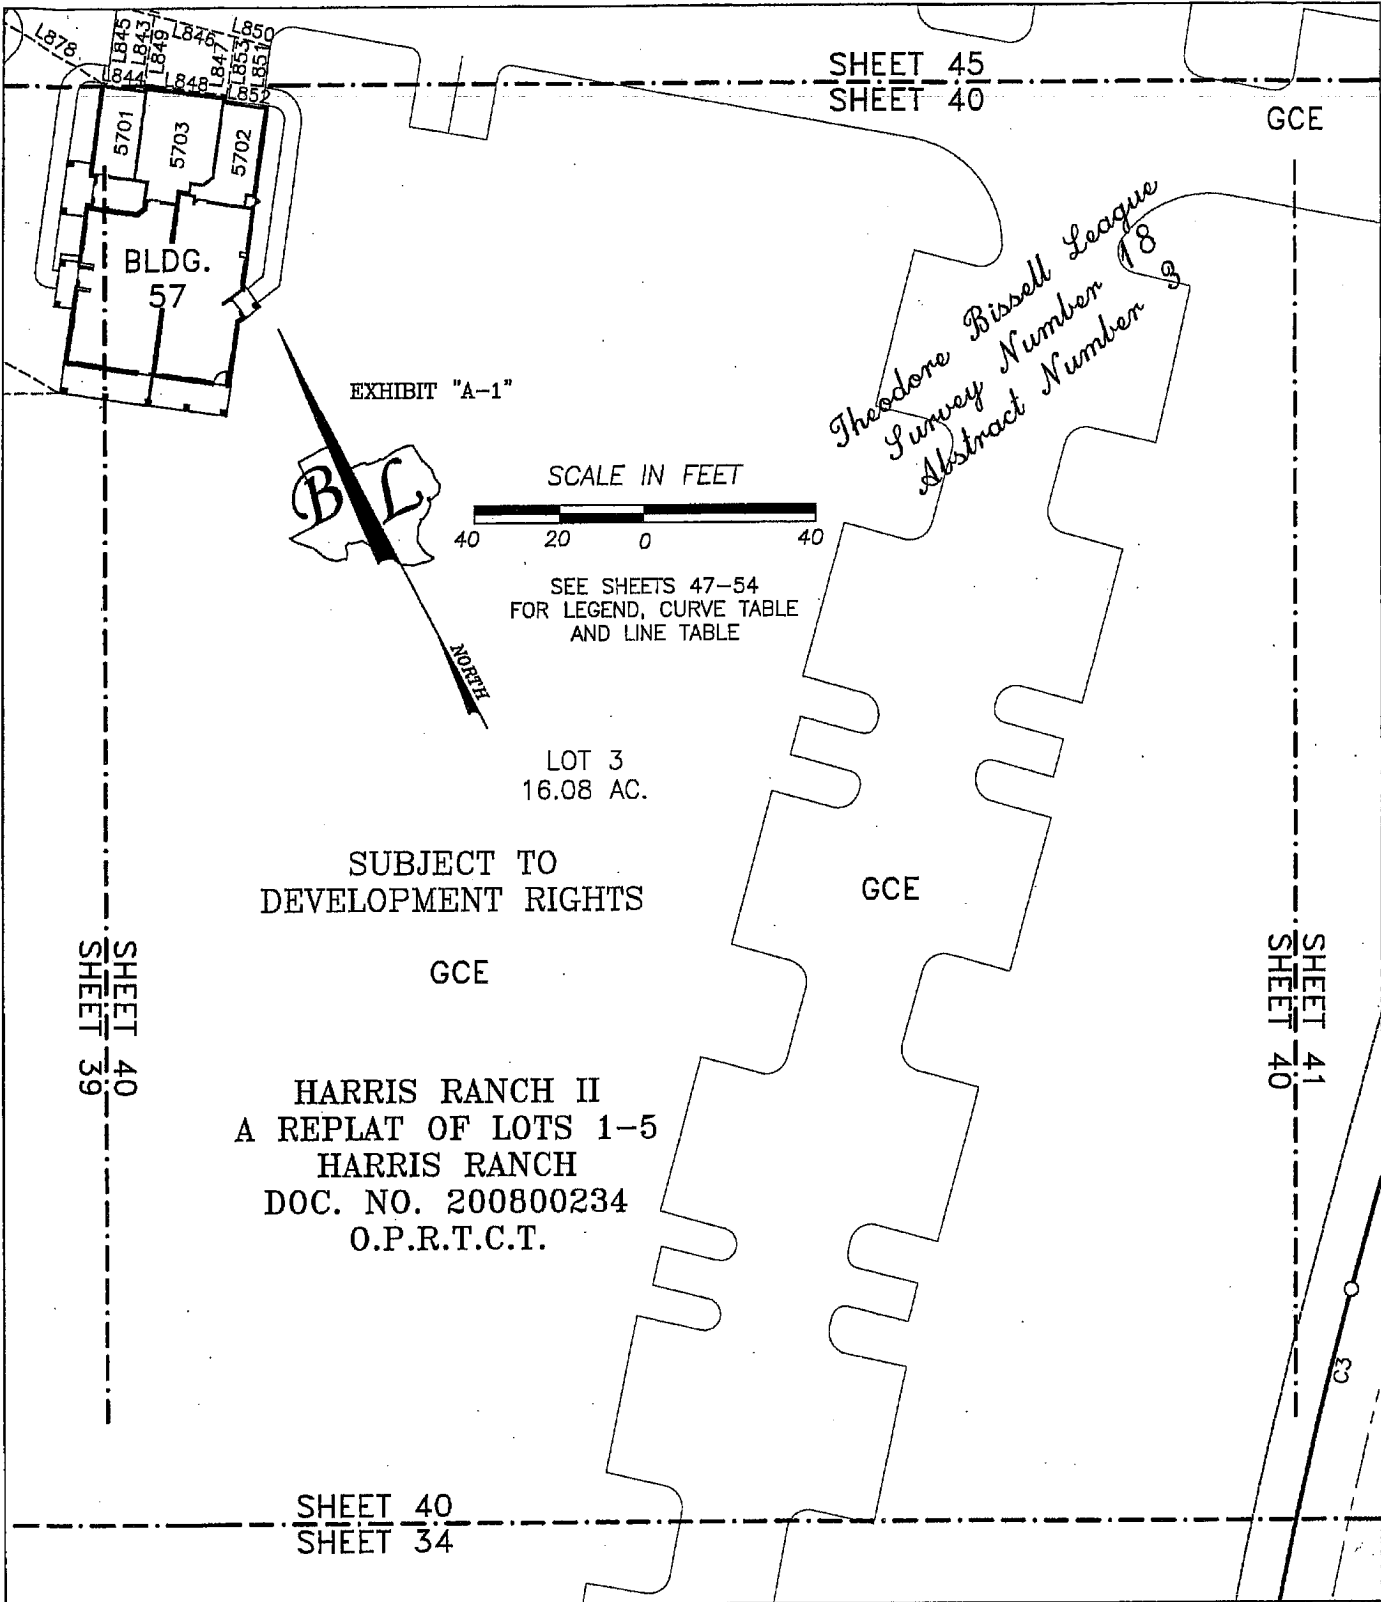 L878
L845
L843
L849
L846
L847
L850
L853
L851
L844
L848
L852
SHEET 45
SHEET 40
GCE
5701
5703
5702
BLDG.
57
Theodore Bissell League
Survey Number 18
Abstract Number 3
EXHIBIT "A-1"
B L
SCALE IN FEET
40 20 0 40
SEE SHEETS 47-54
FOR LEGEND, CURVE TABLE
AND LINE TABLE
NORTH
LOT 3
16.08 AC.
SUBJECT TO
DEVELOPMENT RIGHTS
GCE
GCE
SHEET 40
SHEET 39
SHEET 41
SHEET 40
HARRIS RANCH II
A REPLAT OF LOTS 1-5
HARRIS RANCH
DOC. NO. 200800234
O.P.R.T.C.T.
C3
SHEET 40
SHEET 34